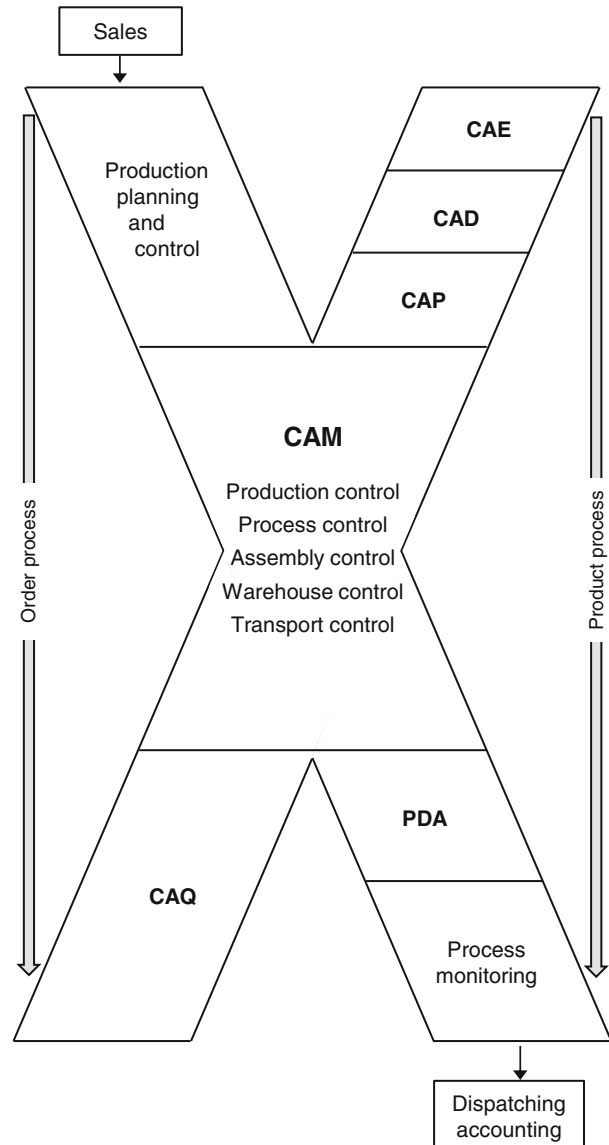 Sales
Production
planning
and
control
CAE
CAD
CAP
CAM
Production control
Process control
Assembly control
Warehouse control
Transport control
Order process
Product process
CAQ
PDA
Process
monitoring
Dispatching
accounting